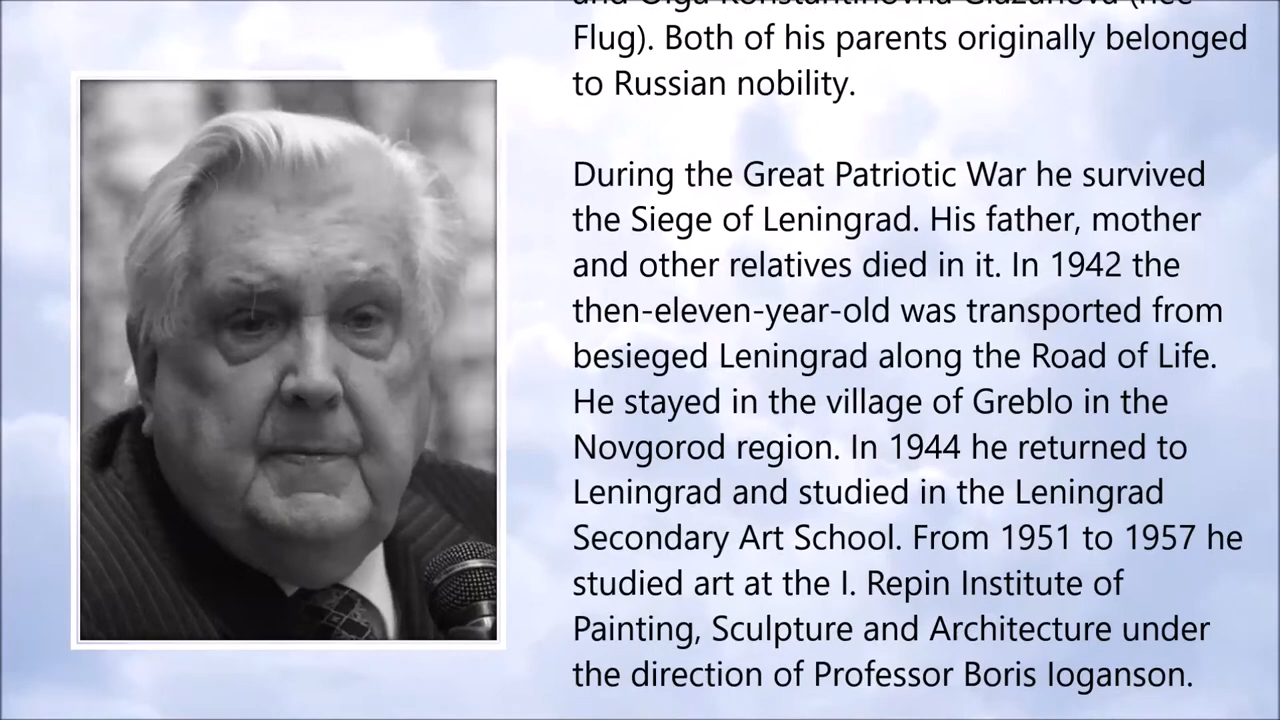 and Olga Konstantinovna Glazunova (née
Flug). Both of his parents originally belonged
to Russian nobility.
During the Great Patriotic War he survived
the Siege of Leningrad. His father, mother
and other relatives died in it. In 1942 the
then-eleven-year-old was transported from
besieged Leningrad along the Road of Life.
He stayed in the village of Greblo in the
Novgorod region. In 1944 he returned to
Leningrad and studied in the Leningrad
Secondary Art School. From 1951 to 1957 he
studied art at the I. Repin Institute of
Painting, Sculpture and Architecture under
the direction of Professor Boris Ioganson.